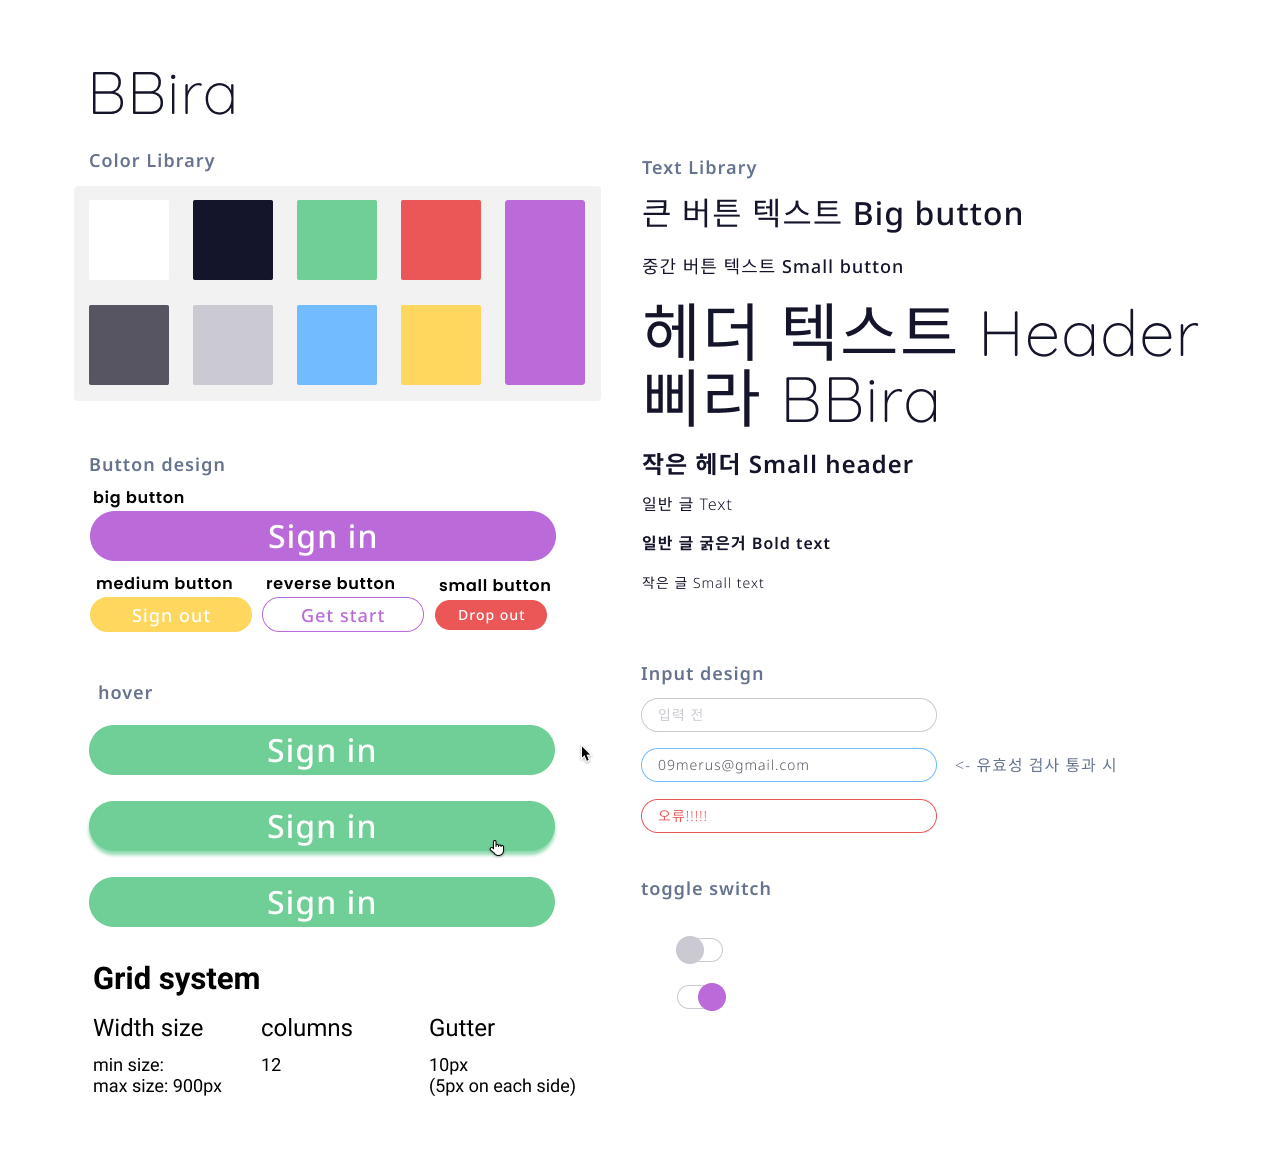 BBira
Color Library
Button design
big button
Sign in
medium button
reverse button
small button
Sign out
Get start
Drop out
hover
Sign in
Sign in
Sign in
Grid system
Width size
columns
Gutter
min size:
max size: 900px
12
10px
(5px on each side)
Text Library
큰 버튼 텍스트 Big button
중간 버튼 텍스트 Small button
헤더 텍스트 Header
삐라 BBira
작은 헤더 Small header
일반 글 Text
일반 글 굵은거 Bold text
작은 글 Small text
Input design
입력 전
09merus@gmail.com
<- 유효성 검사 통과 시
오류!!!!!
toggle switch